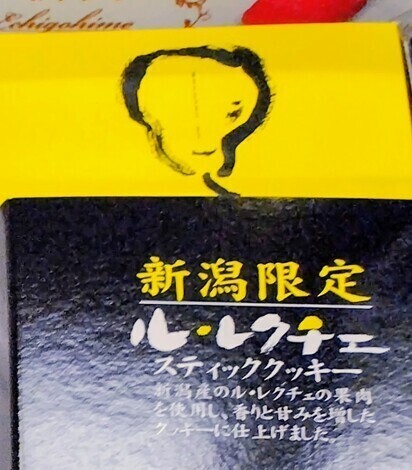 Echigohime
新潟限定
ル・レクチェ
スティッククッキー
新潟産のル・レクチェの果肉
を使用し、香りと甘みを増した
クッキーに仕上げました。